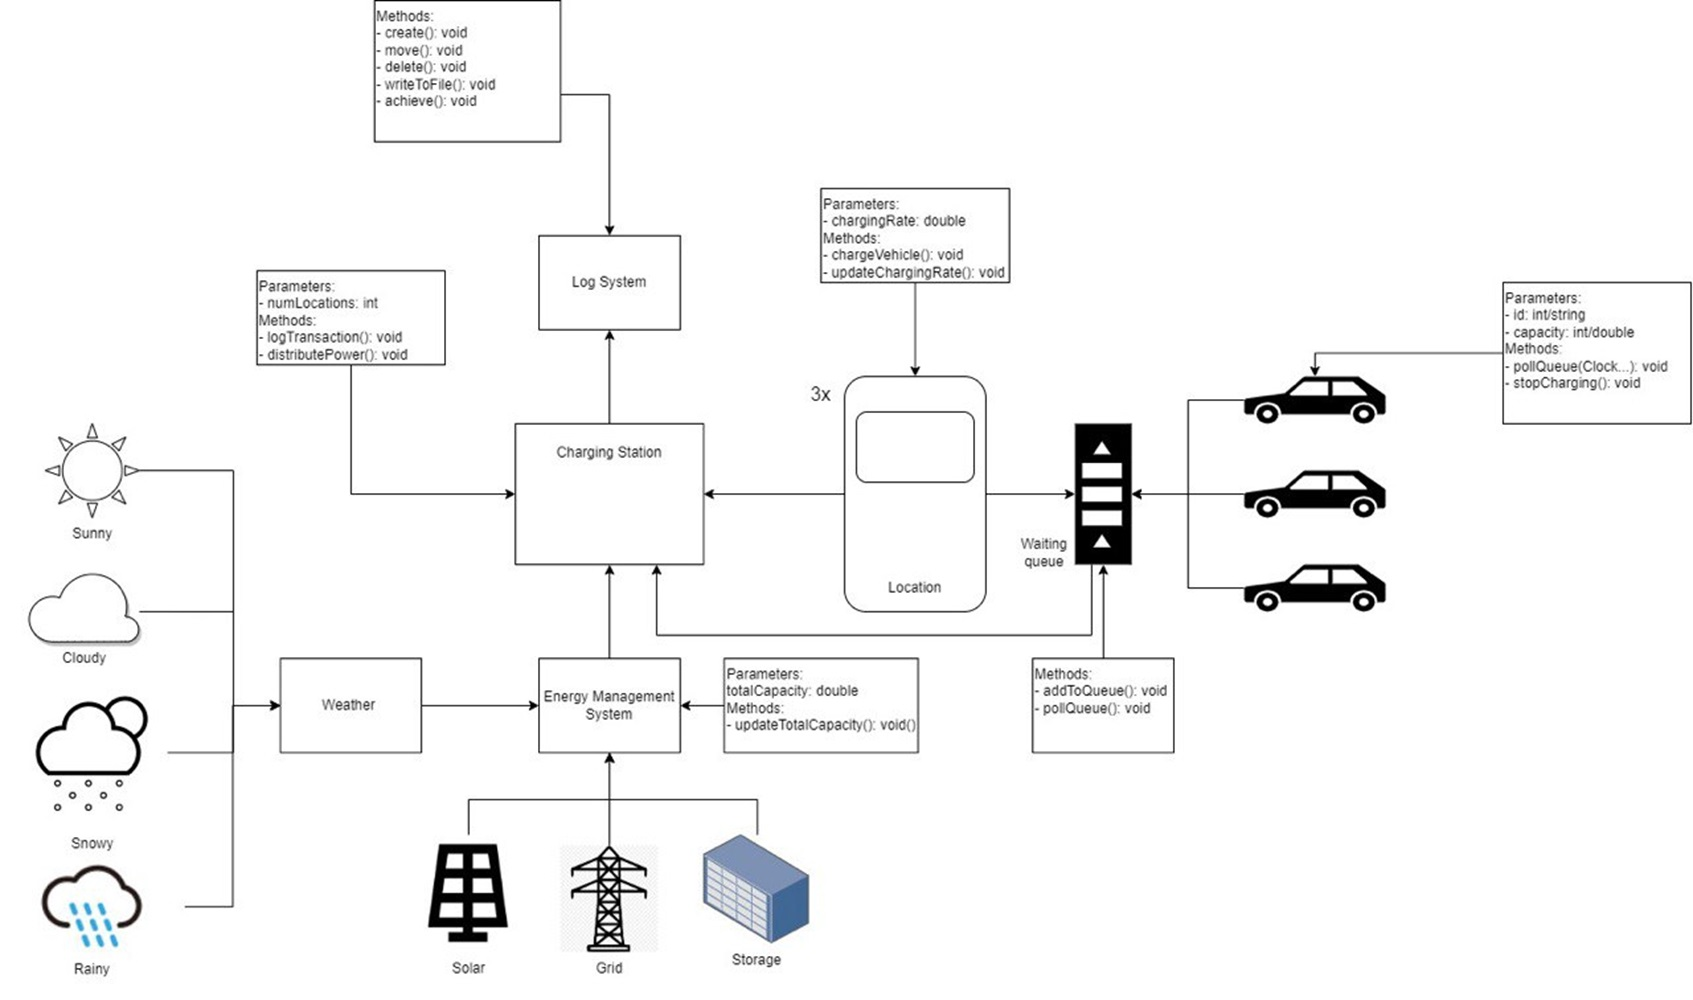 Methods:
- create(): void
- move(): void
- delete(): void
- writeToFile(): void
- achieve(): void
Log System
Parameters:
- numLocations: int
Methods:
- logTransaction(): void
- distributePower(): void
Parameters:
- chargingRate: double
Methods:
- chargeVehicle(): void
- updateChargingRate(): void
Parameters:
- id: int/string
- capacity: int/double
Methods:
- pollQueue(Clock...): void
- stopCharging(): void
3x
Charging Station
Location
Waiting
queue
Sunny
Cloudy
Snowy
Rainy
Weather
Energy Management
System
Parameters:
totalCapacity: double
Methods:
- updateTotalCapacity(): void()
Methods:
- addToQueue(): void
- pollQueue(): void
Solar
Grid
Storage